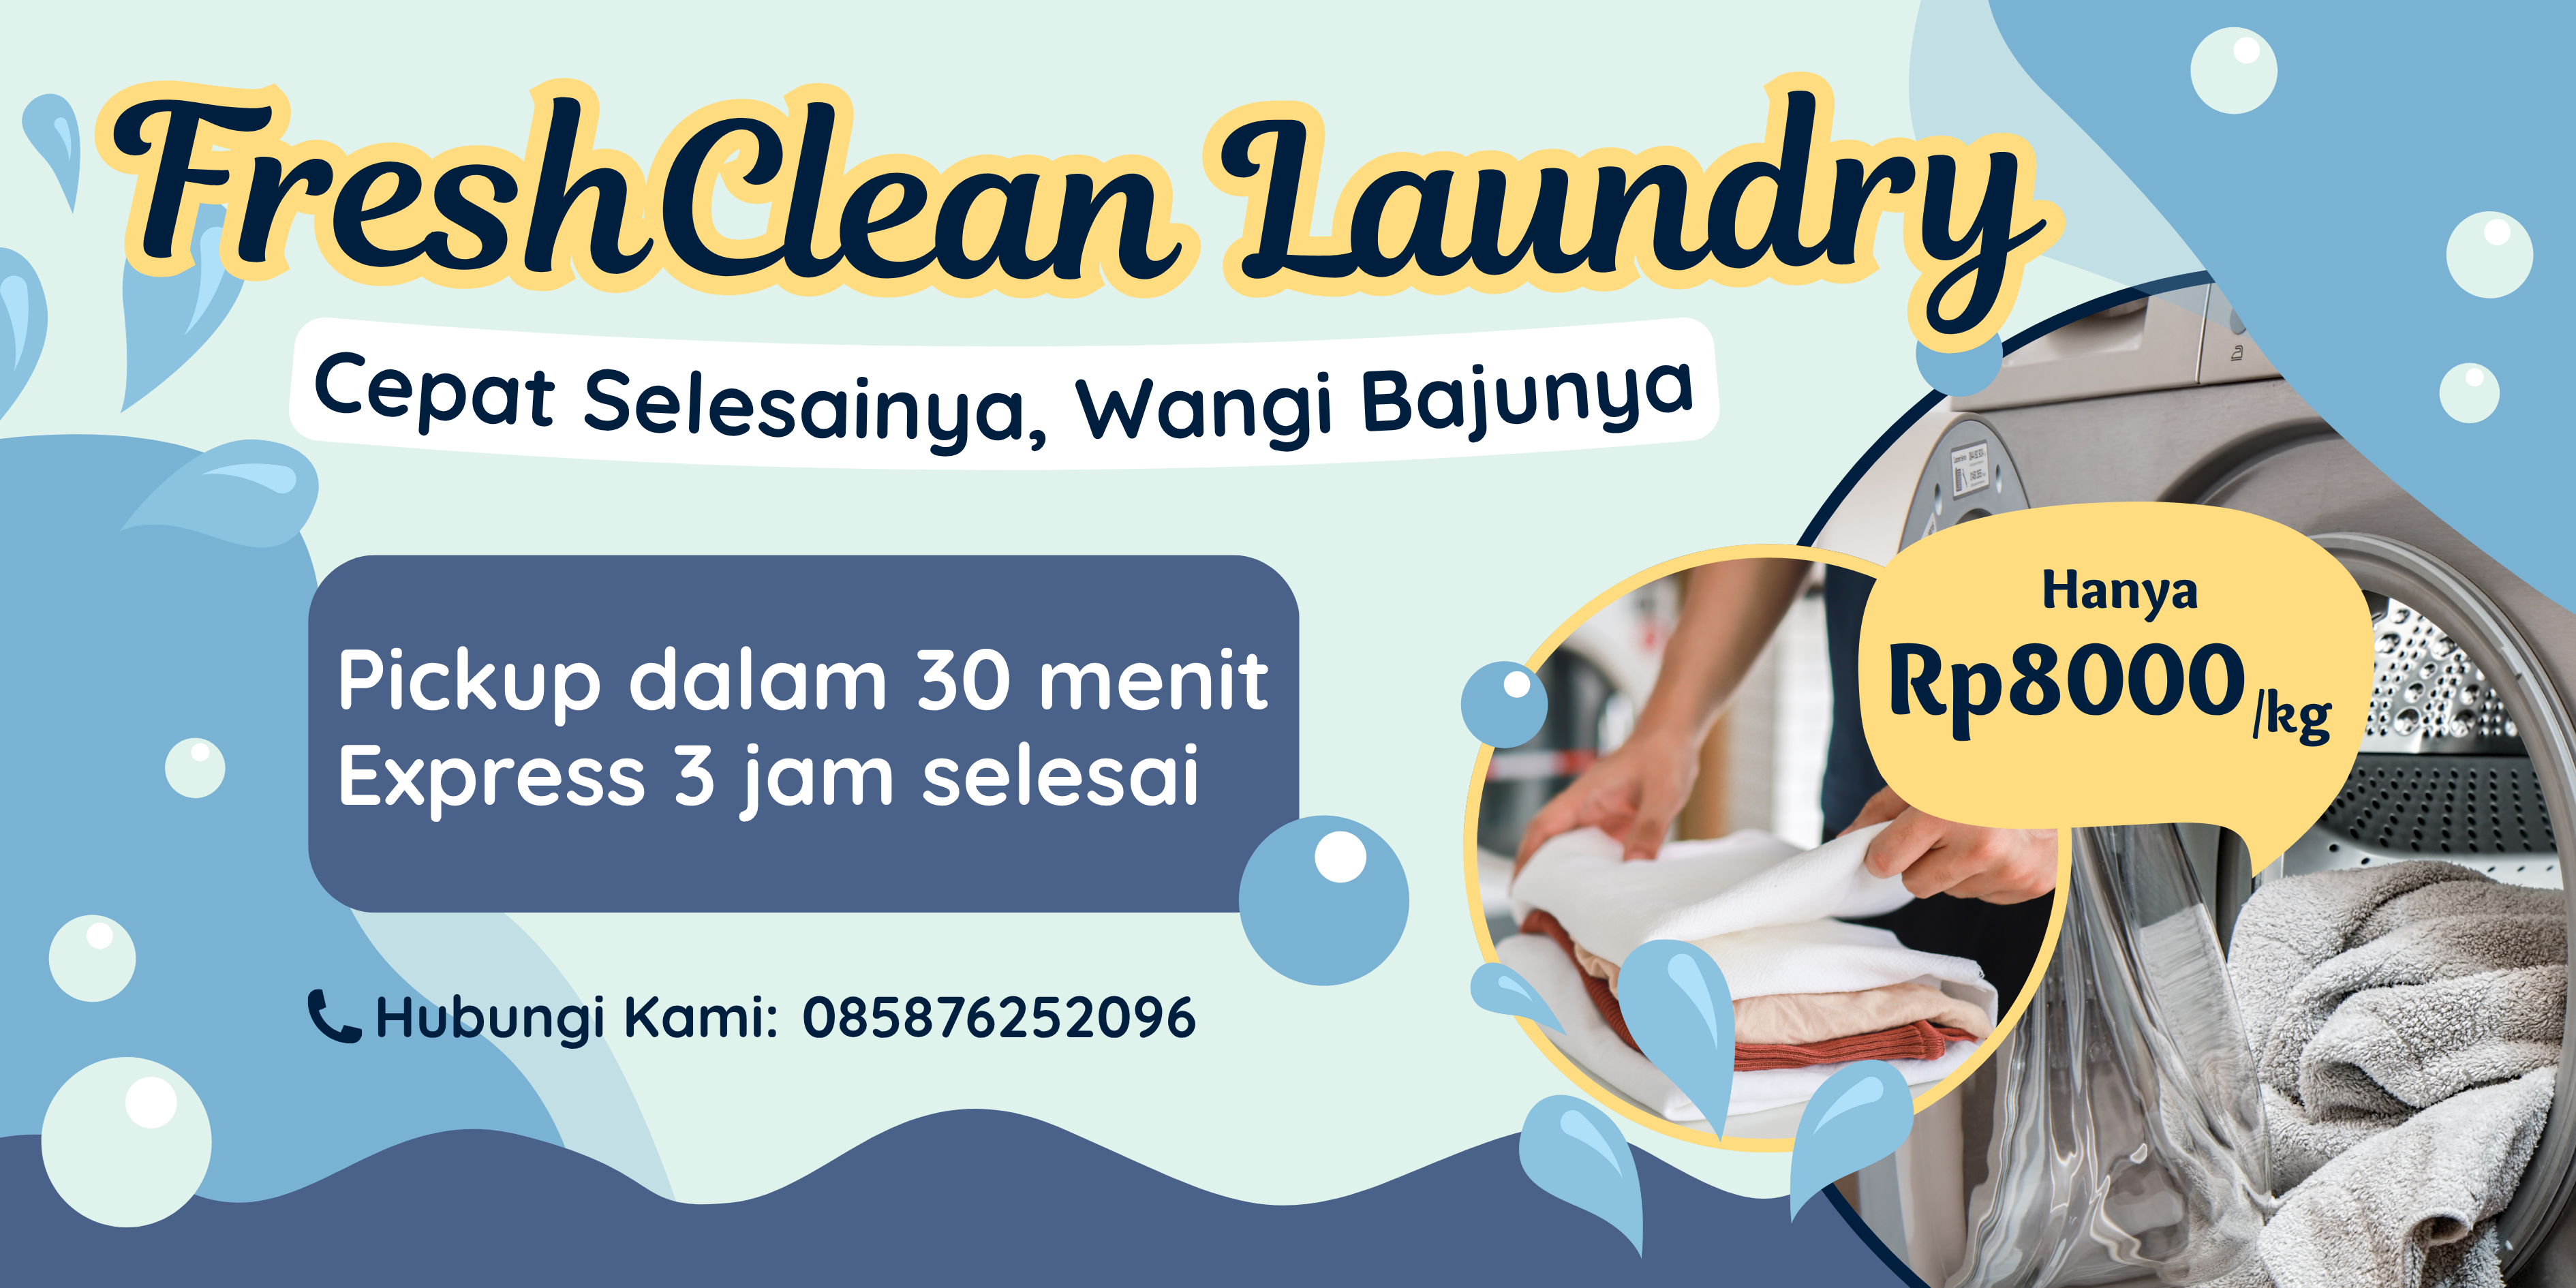 FreshClean Laundry
Cepat Selesainya, Wangi Bajunya
Pickup dalam 30 menit
Express 3 jam selesai
Hubungi Kami: 085876252096
Hanya
Rp8000/kg